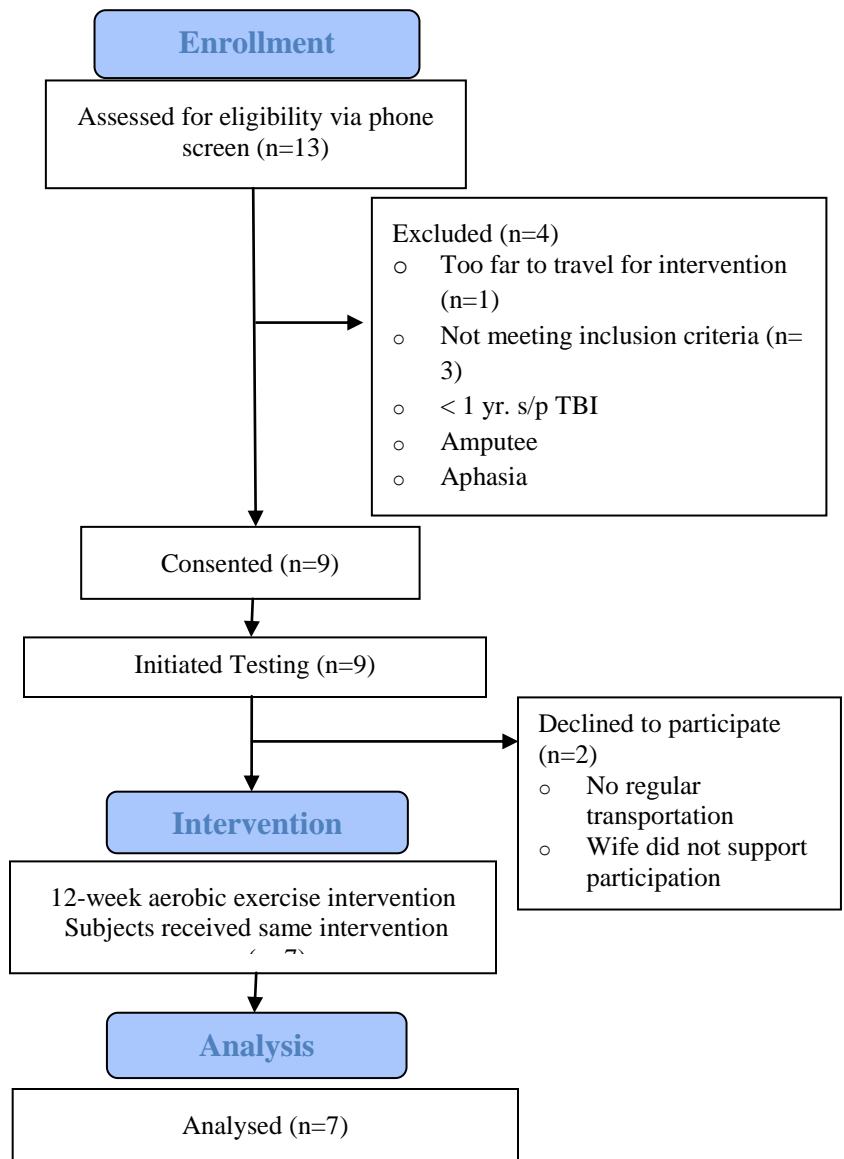 Enrollment
Assessed for eligibility via phone
screen (n=13)
Excluded (n=4)
o Too far to travel for intervention
(n=1)
o Not meeting inclusion criteria (n=
3)
o < 1 yr. s/p TBI
o Amputee
o Aphasia
Consented (n=9)
Initiated Testing (n=9)
Declined to participate
(n=2)
o No regular
transportation
o Wife did not support
participation
Intervention
12-week aerobic exercise intervention
Subjects received same intervention
Analysis
Analysed (n=7)